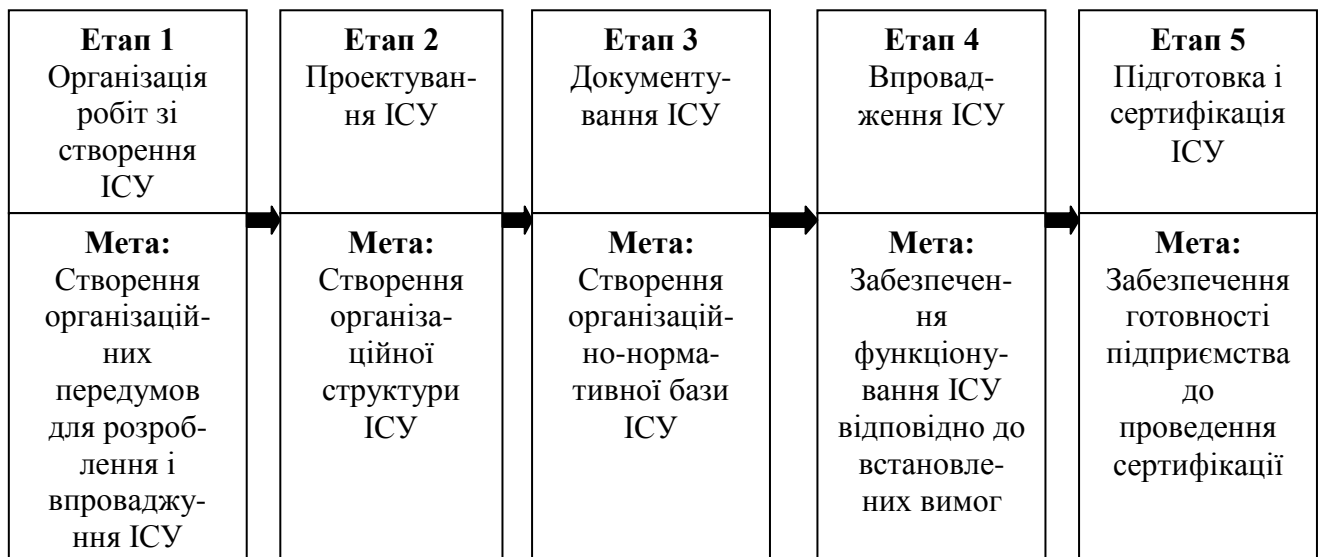 Етап 1
Організація
робіт зі
створення
ІСУ
Мета:
Створення
організацій-
них
передумов
для розроб-
лення і
впроваджу-
ння ІСУ
Етап 2
Проектуван-
ня ІСУ
Мета:
Створення
організа-
ційної
структури
ІСУ
Етап 3
Документу-
вання ІСУ
Мета:
Створення
організацій-
но-норма-
тивної бази
ІСУ
Етап 4
Впровад-
ження ІСУ
Мета:
Забезпечен-
ня
функціону-
вання ІСУ
відповідно до
встановле-
них вимог
Етап 5
Підготовка і
сертифікація
ІСУ
Мета:
Забезпечення
готовності
підприємства
до
проведення
сертифікації